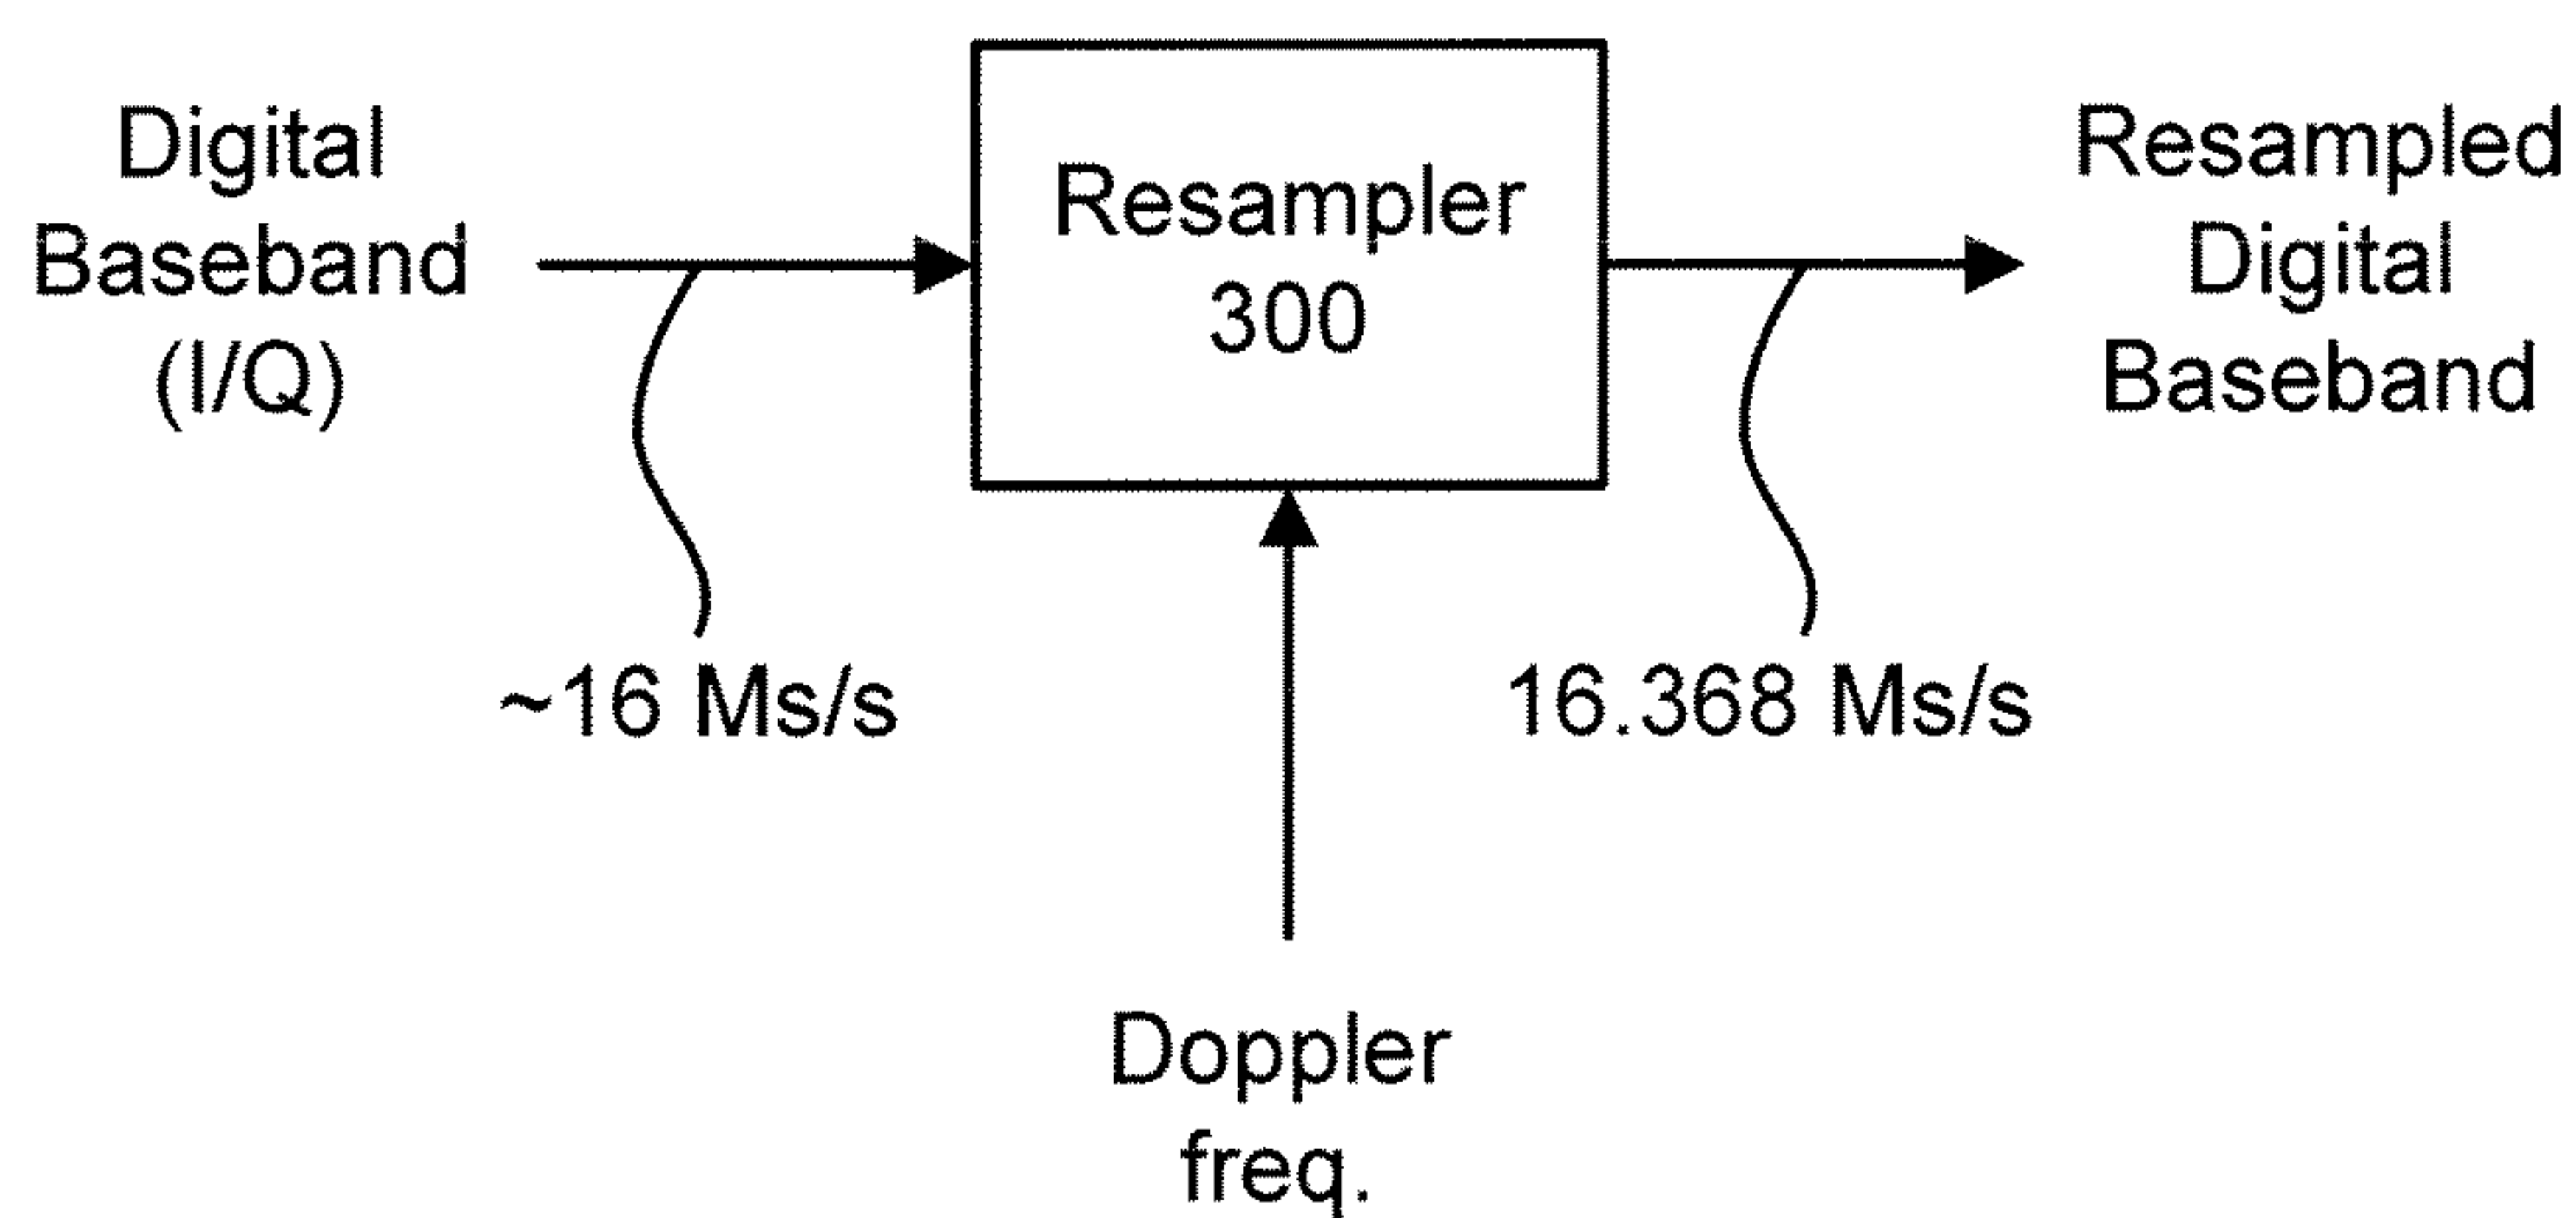 Digital
Baseband
(I/Q)
Resampler
300
Resampled
Digital
Baseband
~16 Ms/s
16.368 Ms/s
Doppler
freq.